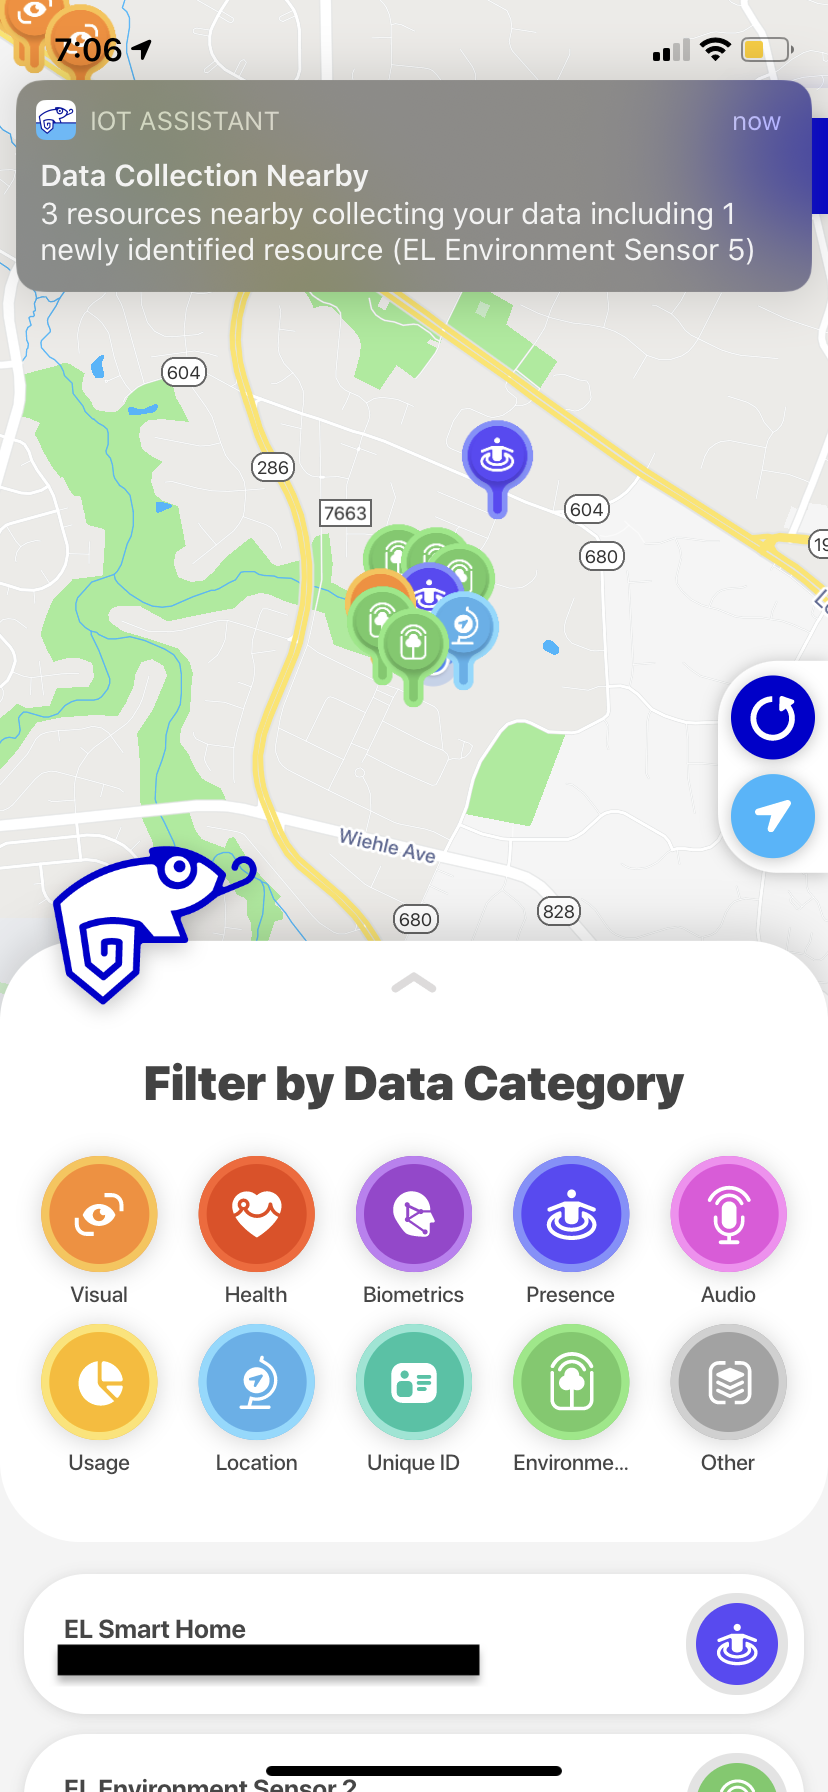 7:06
IOT ASSISTANT
now
Data Collection Nearby
3 resources nearby collecting your data including 1
newly identified resource (EL Environment Sensor 5)
604
286
7663
604
680
Wiehle Ave
680
828
Filter by Data Category
Visual
Health
Biometrics
Presence
Audio
Usage
Location
Unique ID
Environme...
Other
EL Smart Home
EL Environment Sensor 2